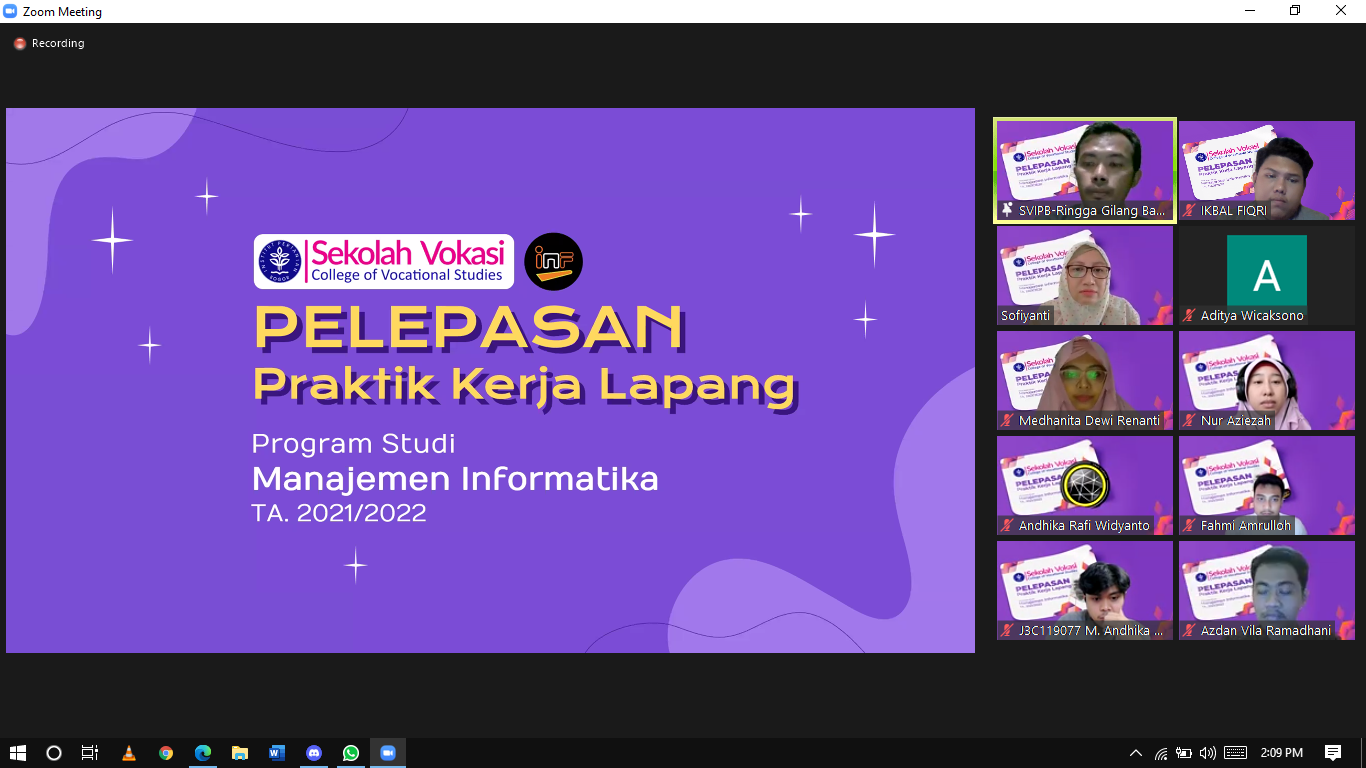 Zoom Meeting
Recording
Sekolah Vokasi
College of Vocational Studies
INF
PELEPASAN
Praktik Kerja Lapang
Program Studi
Manajemen Informatika
TA. 2021/2022
SVIPB-Ringga Gilang Ba...
IKBAL FIQRI
Sofiyanti
A
Aditya Wicaksono
Medhanita Dewi Renanti
Nur Aziezah
Andhika Rafi Widyanto
Fahmi Amrulloh
J3C119077 M. Andhika ...
Azdan Vila Ramadhani
2:09 PM